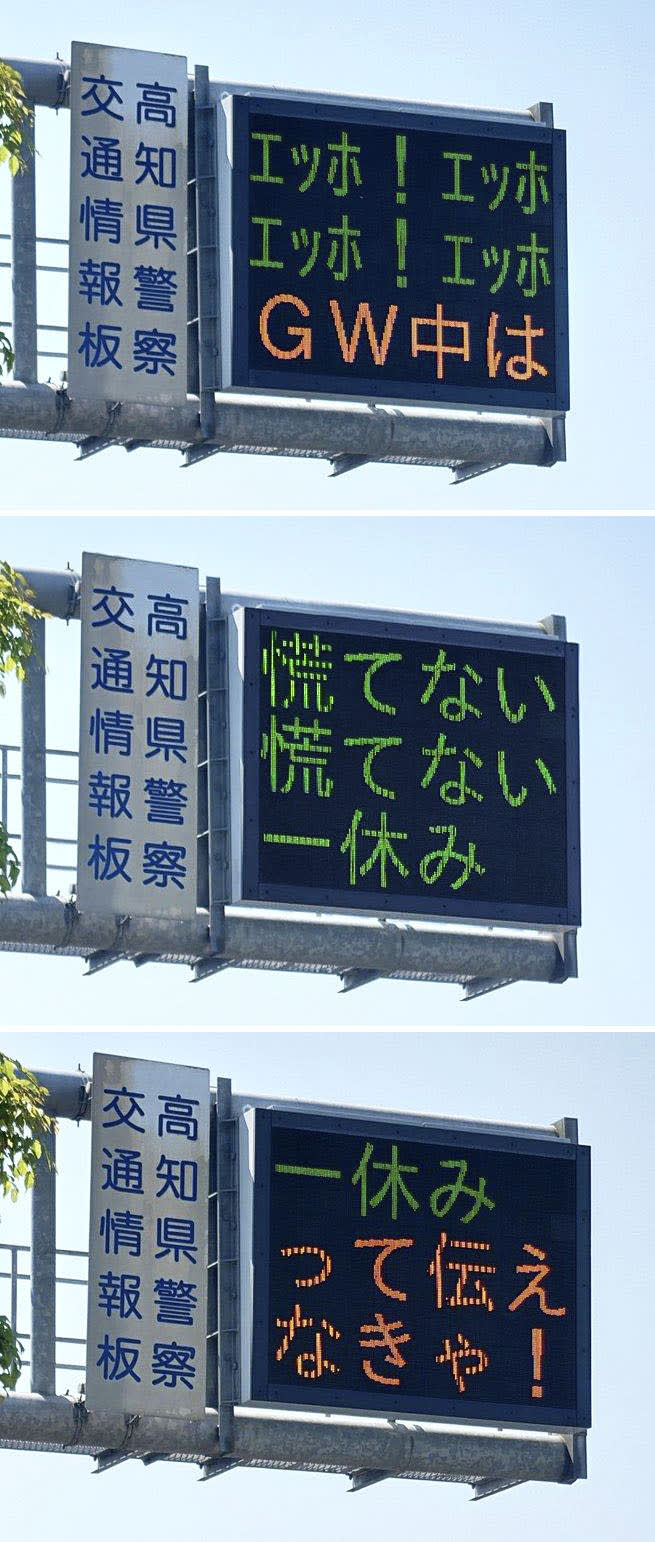 高知県警察
交通情報板
エッホ！エッホ
エッホ！エッホ
GW中は
高知県警察
交通情報板
慌てない
慌てない
一休み
高知県警察
交通情報板
一休み
って伝え
なきゃ！